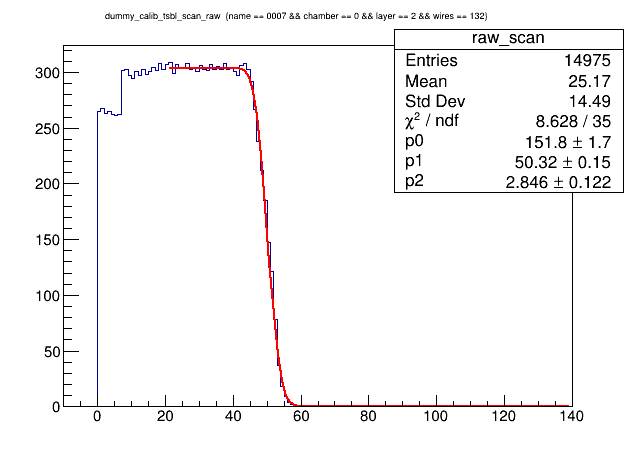 dummy_calib_tsbl_scan_raw (name == 0007 && chamber == 0 && layer == 2 && wires == 132)
raw_scan
Entries 14975
Mean 25.17
Std Dev 14.49
χ² / ndf 8.628 / 35
p0 151.8 ± 1.7
p1 50.32 ± 0.15
p2 2.846 ± 0.122
300
250
200
150
100
50
0
0 20 40 60 80 100 120 140